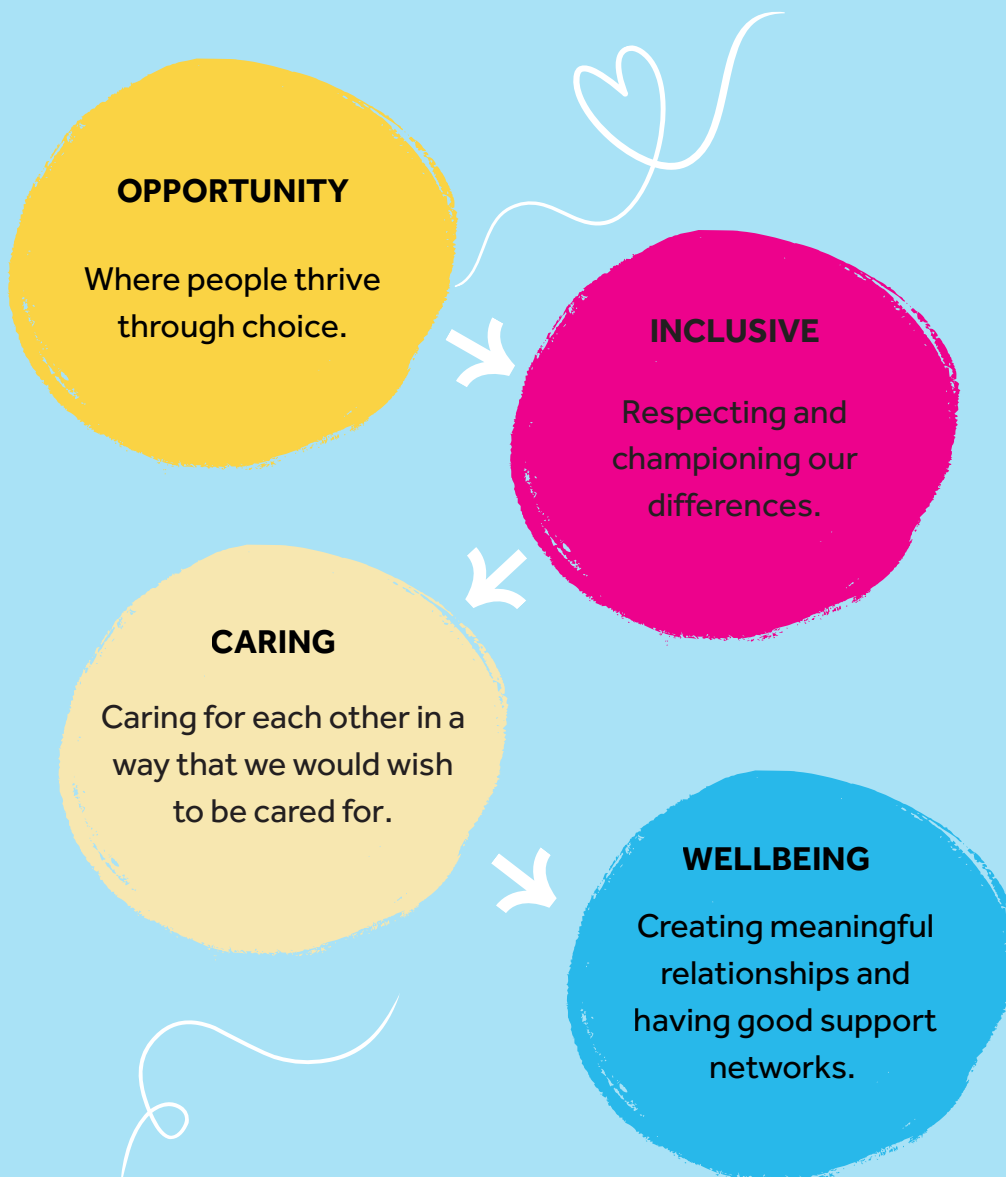 OPPORTUNITY
Where people thrive
through choice.
INCLUSIVE
Respecting and
championing our
differences.
CARING
Caring for each other in a
way that we would wish
to be cared for.
WELLBEING
Creating meaningful
relationships and
having good support
networks.